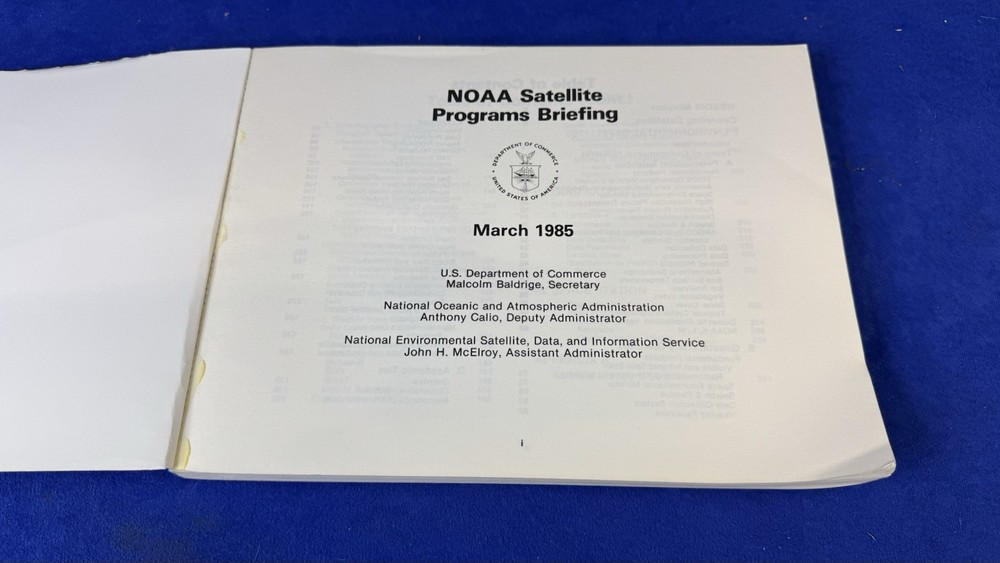 NOAA Satellite
Programs Briefing
DEPARTMENT OF COMMERCE
UNITED STATES OF AMERICA
March 1985
U.S. Department of Commerce
Malcolm Baldrige, Secretary
National Oceanic and Atmospheric Administration
Anthony Calio, Deputy Administrator
National Environmental Satellite, Data, and Information Service
John H. McElroy, Assistant Administrator
i